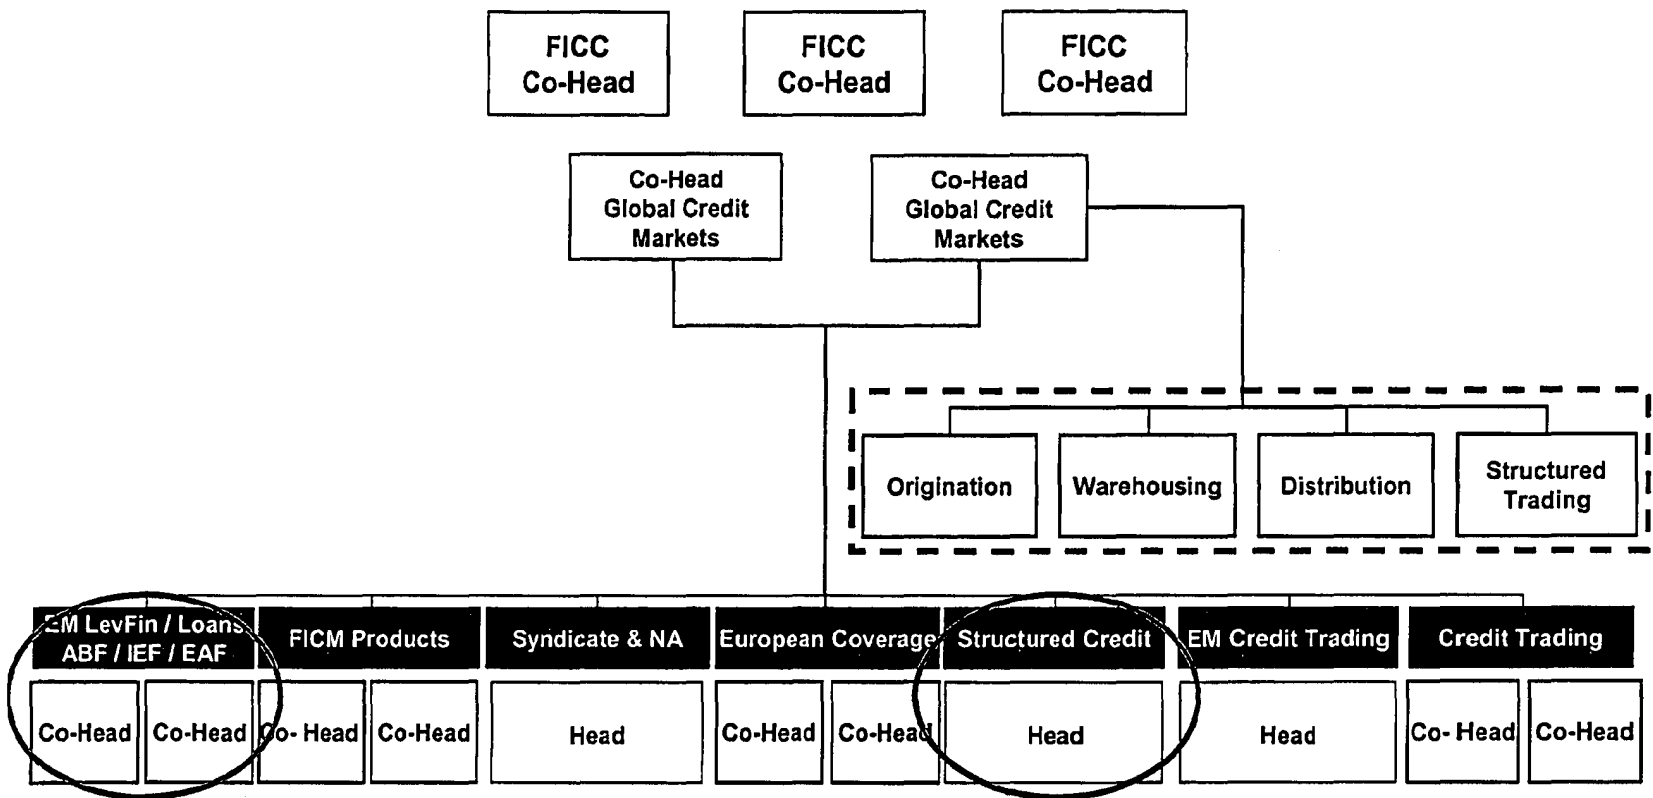 FICC
Co-Head
FICC
Co-Head
FICC
Co-Head
Co-Head
Global Credit
Markets
Co-Head
Global Credit
Markets
Origination
Warehousing
Distribution
Structured
Trading
EM LevFin / Loans
ABF / IEF / EAF
FICM Products
Syndicate & NA
European Coverage
Structured Credit
EM Credit Trading
Credit Trading
Co-Head
Co-Head
Co- Head
Co-Head
Head
Co-Head
Co-Head
Head
Head
Co- Head
Co-Head